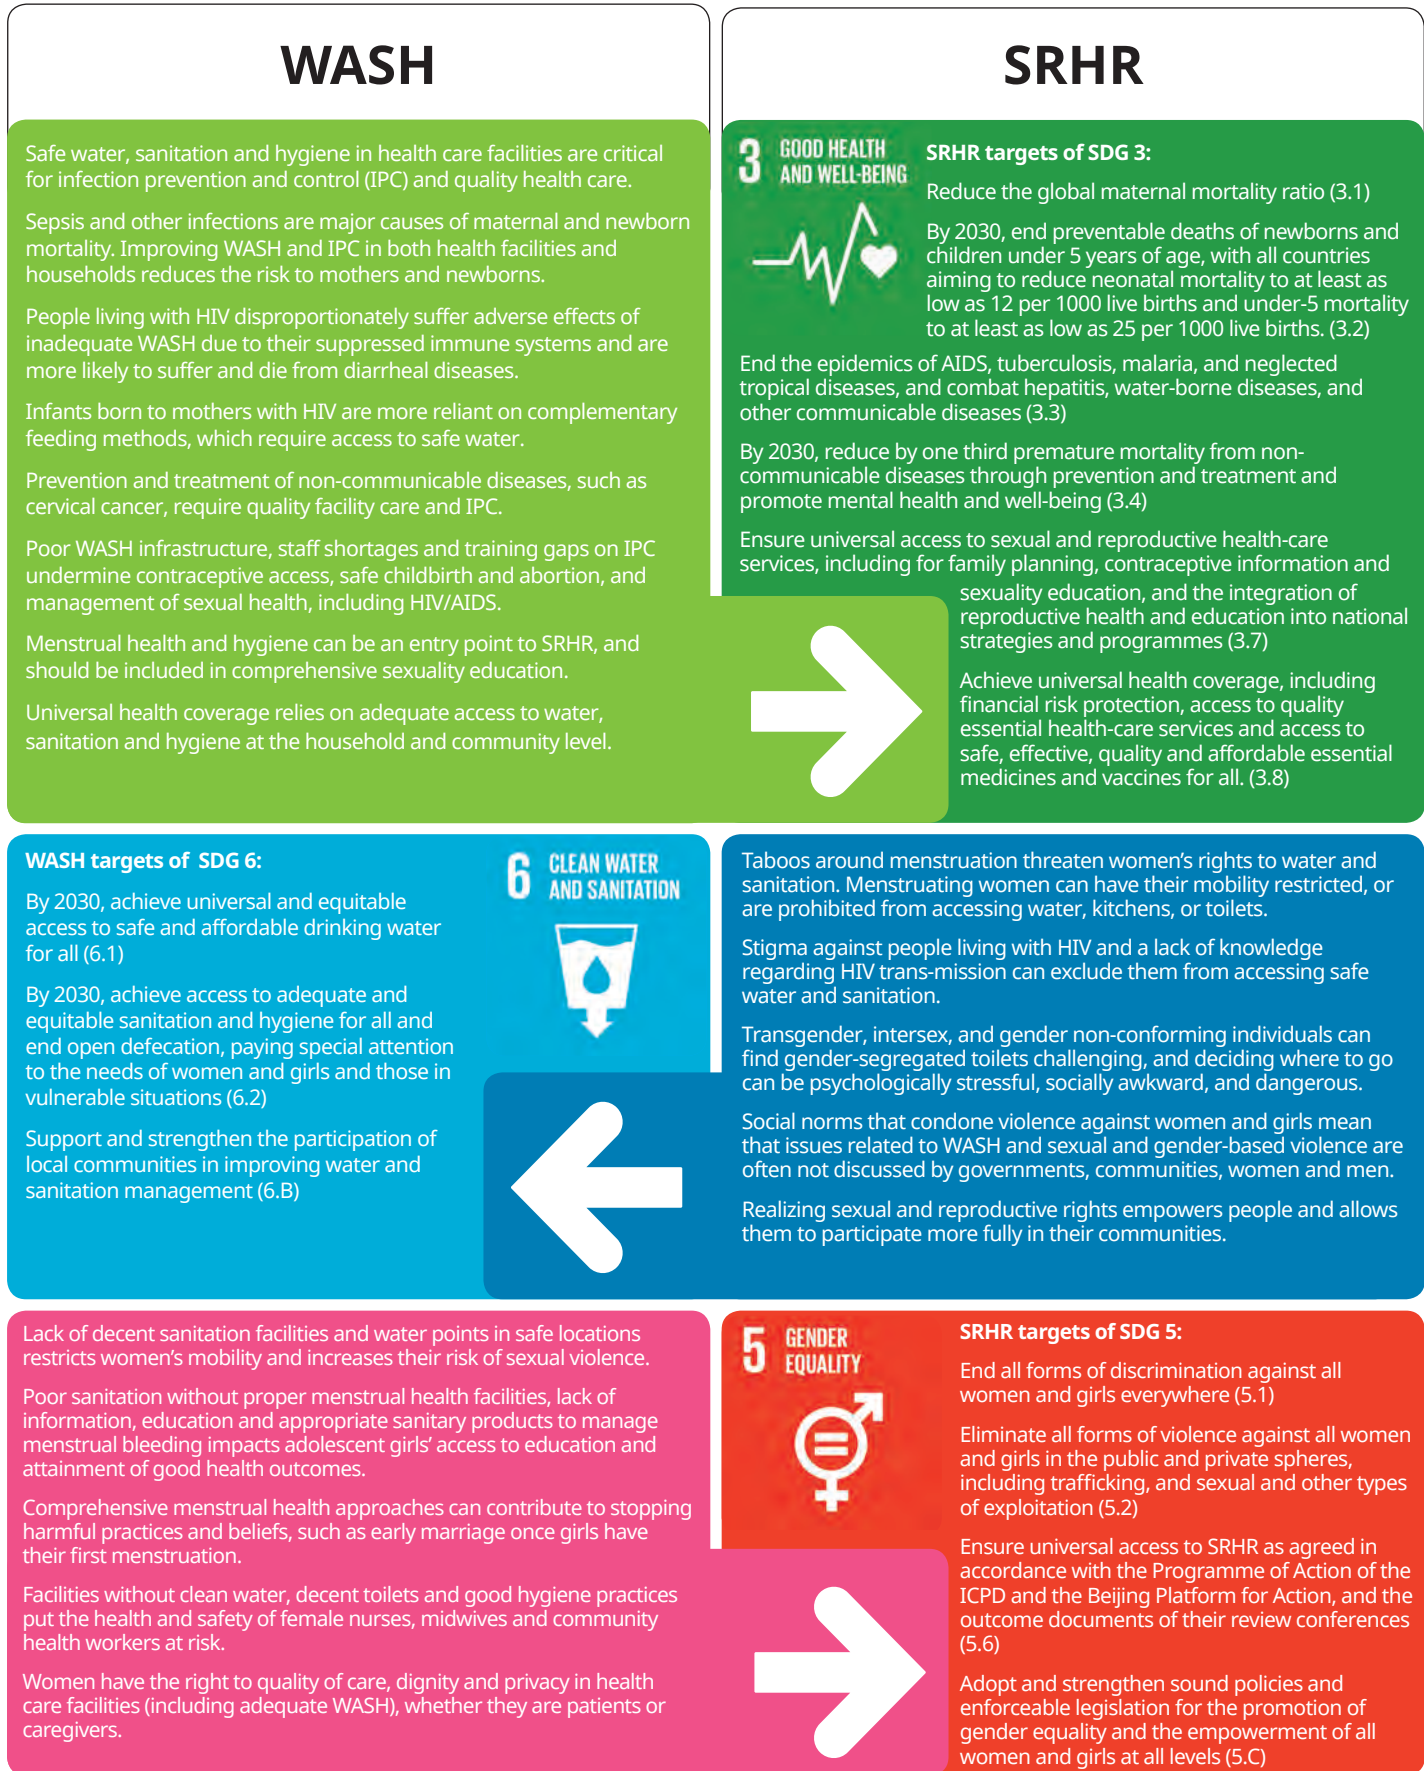 WASH
SRHR
Safe water, sanitation and hygiene in health care facilities are critical
for infection prevention and control (IPC) and quality health care.
Sepsis and other infections are major causes of maternal and newborn
mortality. Improving WASH and IPC in both health facilities and
households reduces the risk to mothers and newborns.
People living with HIV disproportionately suffer adverse effects of
inadequate WASH due to their suppressed immune systems and are
more likely to suffer and die from diarrheal diseases.
Infants born to mothers with HIV are more reliant on complementary
feeding methods, which require access to safe water.
Prevention and treatment of non-communicable diseases, such as
cervical cancer, require quality facility care and IPC.
Poor WASH infrastructure, staff shortages and training gaps on IPC
undermine contraceptive access, safe childbirth and abortion, and
management of sexual health, including HIV/AIDS.
Menstrual health and hygiene can be an entry point to SRHR, and
should be included in comprehensive sexuality education.
Universal health coverage relies on adequate access to water,
sanitation and hygiene at the household and community level.
3 GOOD HEALTH
AND WELL-BEING
SRHR targets of SDG 3:
Reduce the global maternal mortality ratio (3.1)
By 2030, end preventable deaths of newborns and
children under 5 years of age, with all countries
aiming to reduce neonatal mortality to at least as
low as 12 per 1000 live births and under-5 mortality
to at least as low as 25 per 1000 live births. (3.2)
End the epidemics of AIDS, tuberculosis, malaria, and neglected
tropical diseases, and combat hepatitis, water-borne diseases, and
other communicable diseases (3.3)
By 2030, reduce by one third premature mortality from non-
communicable diseases through prevention and treatment and
promote mental health and well-being (3.4)
Ensure universal access to sexual and reproductive health-care
services, including for family planning, contraceptive information and
sexuality education, and the integration of
reproductive health and education into national
strategies and programmes (3.7)
Achieve universal health coverage, including
financial risk protection, access to quality
essential health-care services and access to
safe, effective, quality and affordable essential
medicines and vaccines for all. (3.8)
WASH targets of SDG 6:
By 2030, achieve universal and equitable
access to safe and affordable drinking water
for all (6.1)
By 2030, achieve access to adequate and
equitable sanitation and hygiene for all and
end open defecation, paying special attention
to the needs of women and girls and those in
vulnerable situations (6.2)
Support and strengthen the participation of
local communities in improving water and
sanitation management (6.B)
6 CLEAN WATER
AND SANITATION
Taboos around menstruation threaten women's rights to water and
sanitation. Menstruating women can have their mobility restricted, or
are prohibited from accessing water, kitchens, or toilets.
Stigma against people living with HIV and a lack of knowledge
regarding HIV trans-mission can exclude them from accessing safe
water and sanitation.
Transgender, intersex, and gender non-conforming individuals can
find gender-segregated toilets challenging, and deciding where to go
can be psychologically stressful, socially awkward, and dangerous.
Social norms that condone violence against women and girls mean
that issues related to WASH and sexual and gender-based violence are
often not discussed by governments, communities, women and men.
Realizing sexual and reproductive rights empowers people and allows
them to participate more fully in their communities.
Lack of decent sanitation facilities and water points in safe locations
restricts women's mobility and increases their risk of sexual violence.
Poor sanitation without proper menstrual health facilities, lack of
information, education and appropriate sanitary products to manage
menstrual bleeding impacts adolescent girls' access to education and
attainment of good health outcomes.
Comprehensive menstrual health approaches can contribute to stopping
harmful practices and beliefs, such as early marriage once girls have
their first menstruation.
Facilities without clean water, decent toilets and good hygiene practices
put the health and safety of female nurses, midwives and community
health workers at risk.
Women have the right to quality of care, dignity and privacy in health
care facilities (including adequate WASH), whether they are patients or
caregivers.
5 GENDER
EQUALITY
SRHR targets of SDG 5:
End all forms of discrimination against all
women and girls everywhere (5.1)
Eliminate all forms of violence against all women
and girls in the public and private spheres,
including trafficking, and sexual and other types
of exploitation (5.2)
Ensure universal access to SRHR as agreed in
accordance with the Programme of Action of the
ICPD and the Beijing Platform for Action, and the
outcome documents of their review conferences
(5.6)
Adopt and strengthen sound policies and
enforceable legislation for the promotion of
gender equality and the empowerment of all
women and girls at all levels (5.C)